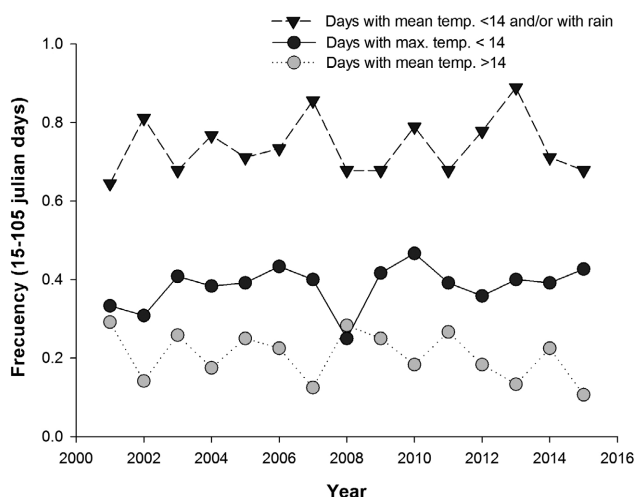 Days with mean temp. <14 and/or with rain
Days with max. temp. < 14
Days with mean temp. >14
Frecuency (15-105 julian days)
1.0
0.8
0.6
0.4
0.2
0.0
2000 2002 2004 2006 2008 2010 2012 2014 2016
Year